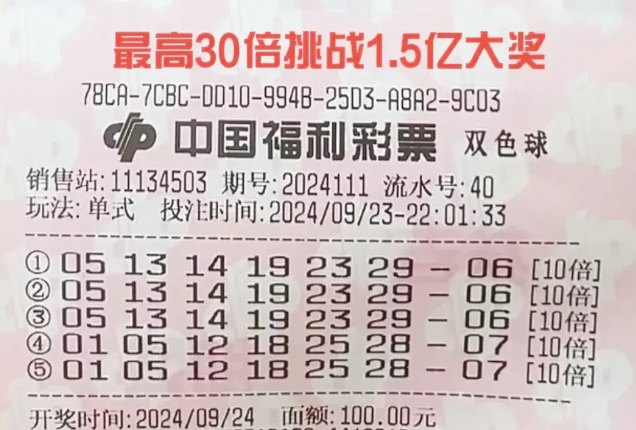 最高30倍挑战1.5亿大奖
78CA-7CBC-DD10-994B-25D3-A8A2-9C03
中国福利彩票 双色球
销售站:11134503 期号:2024111 流水号:40
玩法:单式 投注时间:2024/09/23-22:01:33
① 05 13 14 19 23 29 - 06 [10倍]
② 05 13 14 19 23 29 - 06 [10倍]
③ 05 13 14 19 23 29 - 06 [10倍]
④ 01 05 12 18 25 28 - 07 [10倍]
⑤ 01 05 12 18 25 28 - 07 [10倍]
开奖时间:2024/09/24 面额:100.00元